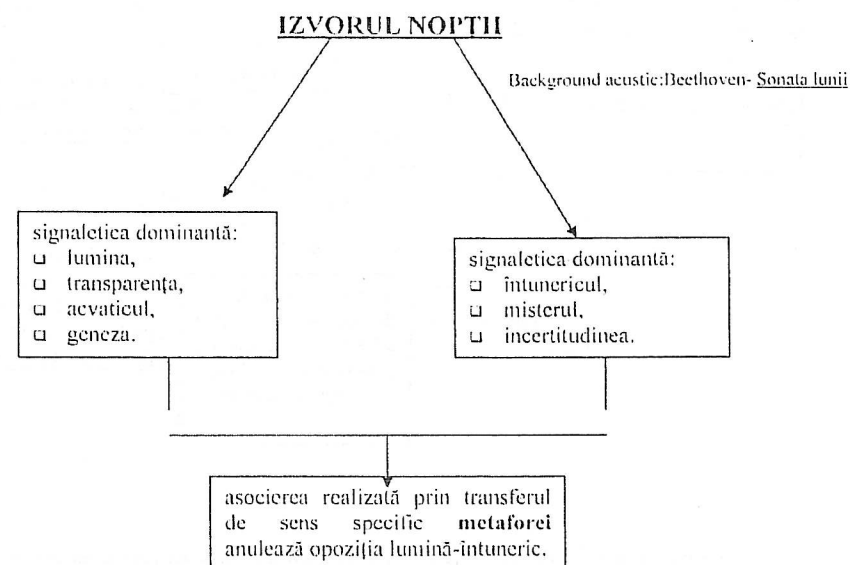 IZVORUL NOPTII
Background acustic:Beethoven- Sonata lunii
signaletica dominantă:
❑ lumina,
❑ transparența,
❑ acvaticul,
❑ geneza.
signaletica dominantă:
❑ întunericul,
❑ misterul,
❑ incertitudinea.
asocierea realizată prin transferul
de sens specific metaforei
anulează opoziția lumină-întuneric.